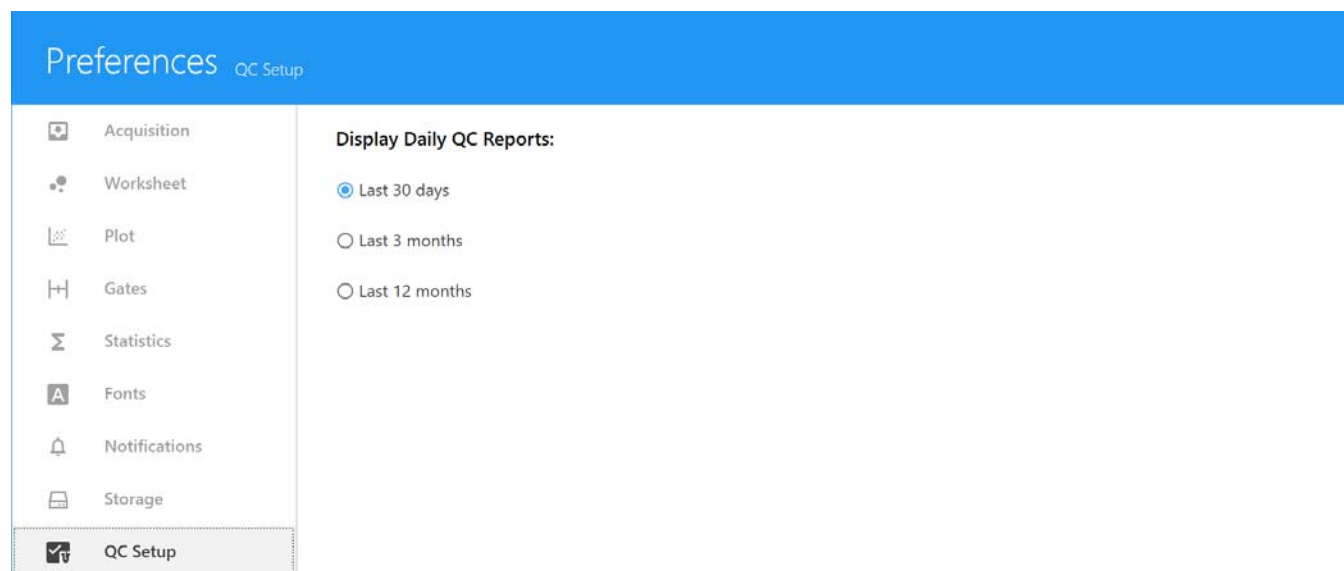 Preferences QC Setup
Acquisition
Worksheet
Plot
Gates
Statistics
Fonts
Notifications
Storage
QC Setup
Display Daily QC Reports:
Last 30 days
Last 3 months
Last 12 months